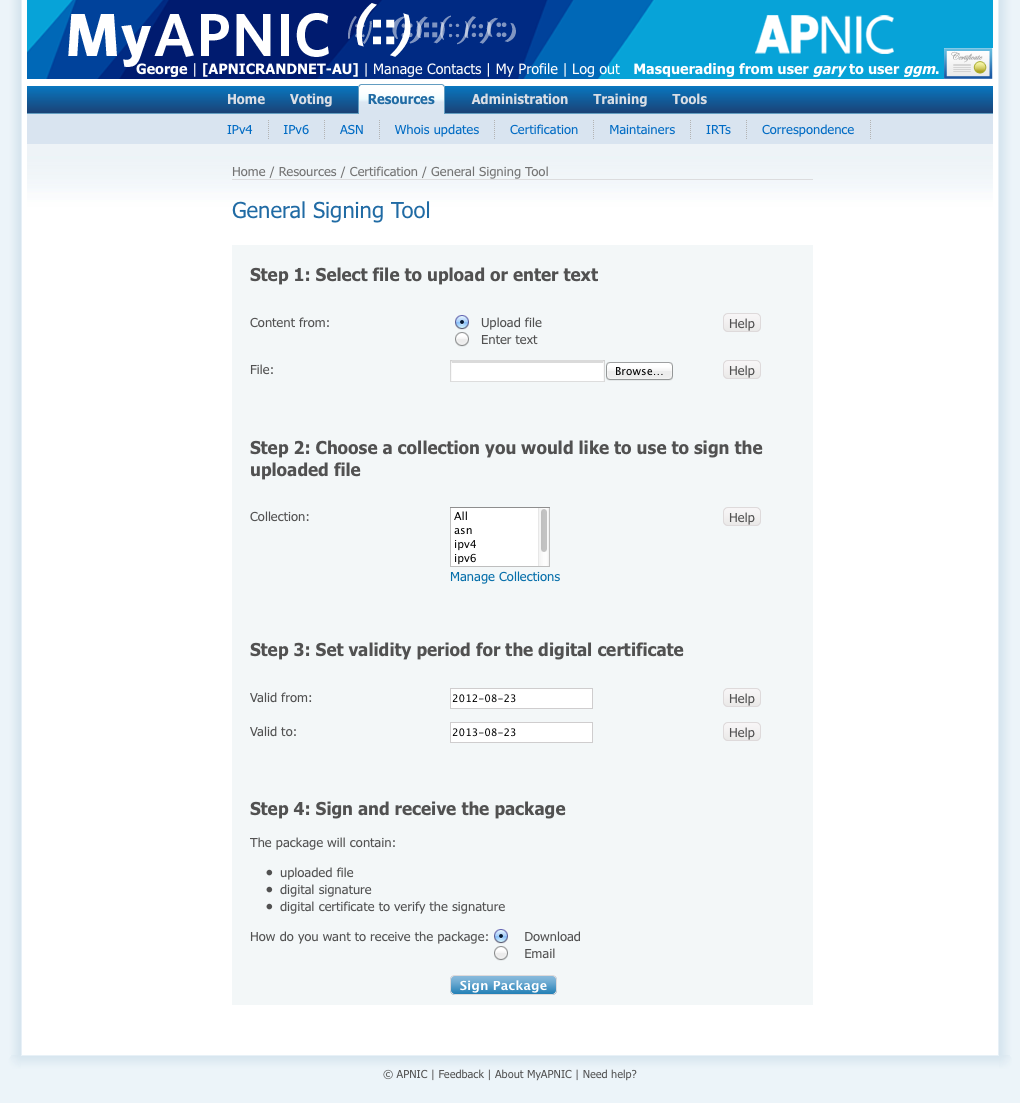 MyAPNIC (::) (::) (::) (::) (::)
APNIC
George | [APNICRANDNET-AU] | Manage Contacts | My Profile | Log out Masquerading from user gary to user ggm.
Certificate
Home Voting Resources Administration Training Tools
IPv4 IPv6 ASN Whois updates Certification Maintainers IRTs Correspondence
Home / Resources / Certification / General Signing Tool
General Signing Tool
Step 1: Select file to upload or enter text
Content from: Upload file Help
Enter text
File: Browse... Help
Step 2: Choose a collection you would like to use to sign the
uploaded file
Collection: All Help
asn
ipv4
ipv6
Manage Collections
Step 3: Set validity period for the digital certificate
Valid from: 2012-08-23 Help
Valid to: 2013-08-23 Help
Step 4: Sign and receive the package
The package will contain:
• uploaded file
• digital signature
• digital certificate to verify the signature
How do you want to receive the package: Download
Email
Sign Package
© APNIC | Feedback | About MyAPNIC | Need help?